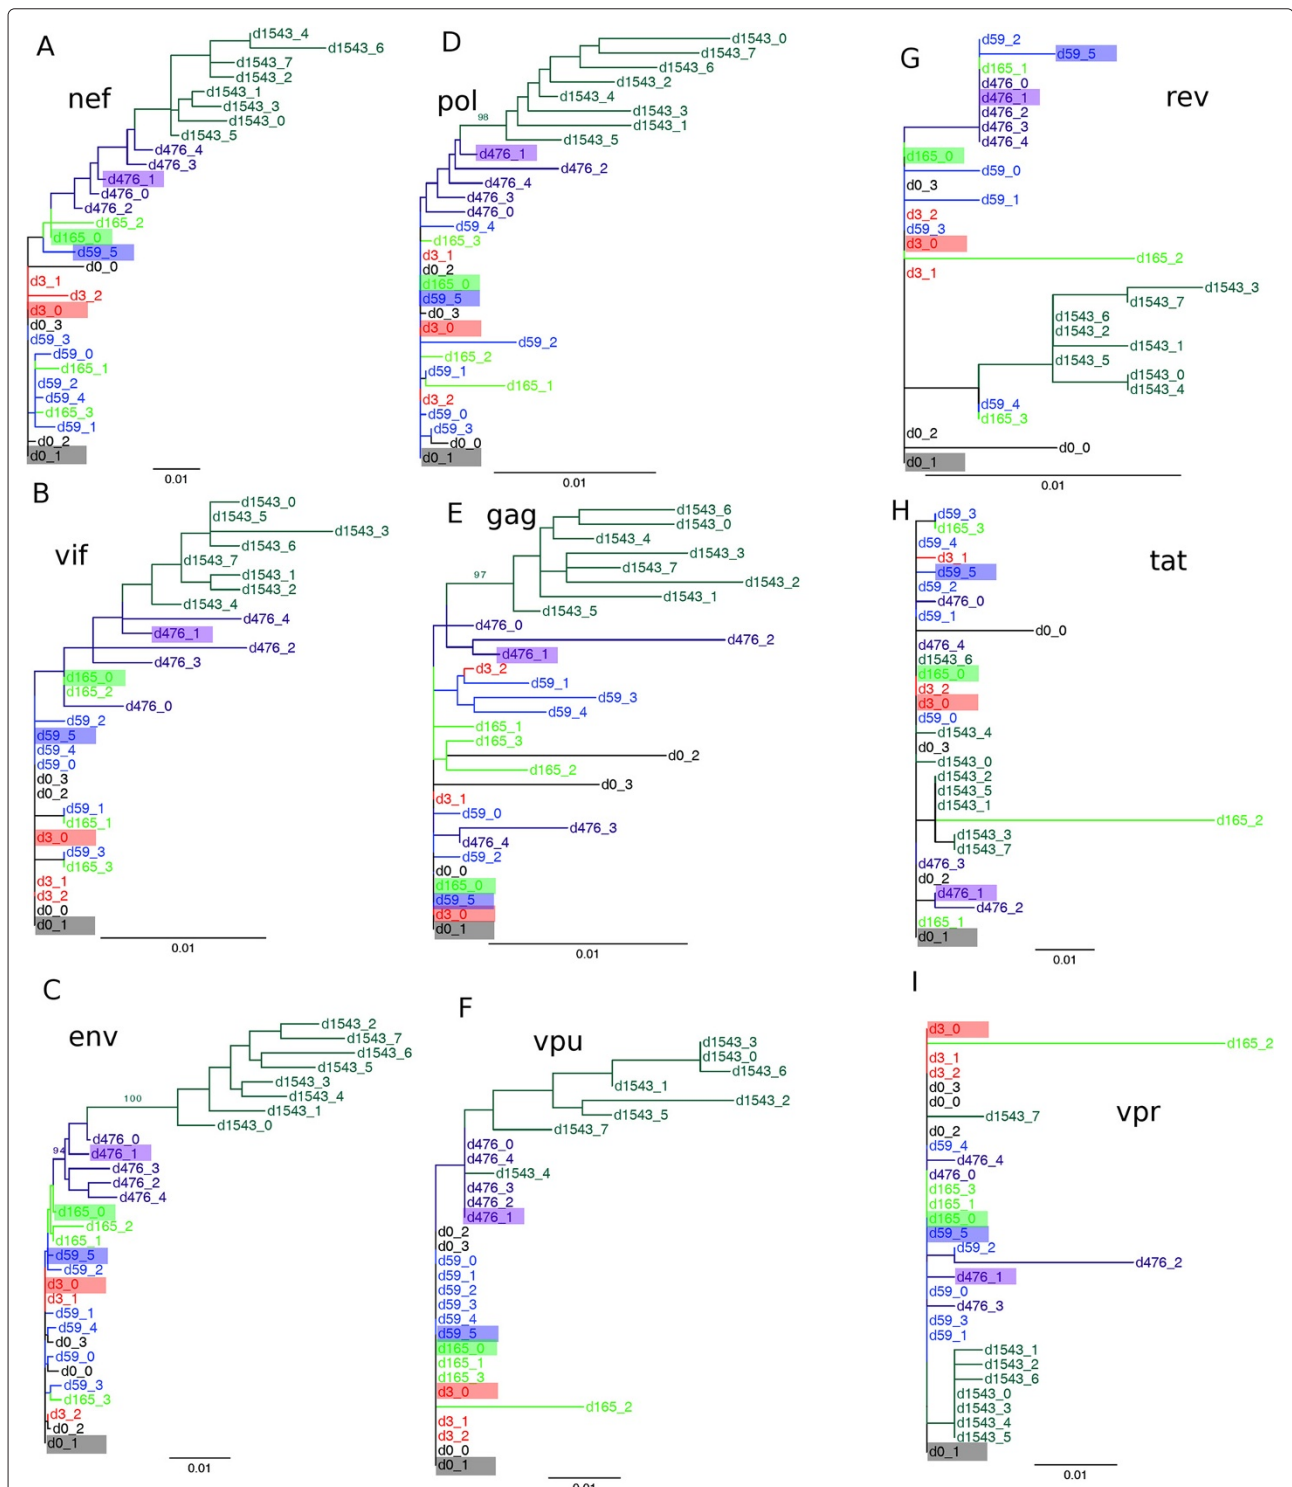 A
nef
d1543_4
d1543_6
d1543_7
d1543_2
d1543_1
d1543_3
d1543_0
d1543_5
d476_4
d476_3
d476_1
d476_0
d476_2
d165_2
d165_0
d59_5
d0_0
d3_1
d3_2
d3_0
d0_3
d59_3
d59_0
d165_1
d59_2
d59_4
d165_3
d59_1
d0_2
d0_1
0.01
B
vif
d1543_0
d1543_5
d1543_3
d1543_6
d1543_7
d1543_1
d1543_2
d1543_4
d476_4
d476_1
d476_2
d476_3
d165_0
d165_2
d476_0
d59_2
d59_5
d59_4
d59_0
d0_3
d0_2
d59_1
d165_1
d3_0
d59_3
d165_3
d3_1
d3_2
d0_0
d0_1
0.01
C
env
d1543_2
d1543_7
d1543_6
d1543_5
d1543_3
d1543_4
100
d1543_1
d1543_0
d476_0
94
d476_1
d476_3
d476_2
d476_4
d165_0
d165_2
d165_1
d59_5
d59_2
d3_0
d3_1
d59_1
d59_4
d0_3
d59_0
d0_0
d59_3
d165_3
d3_2
d0_2
d0_1
0.01
D
pol
d1543_0
d1543_7
d1543_6
d1543_2
d1543_4
d1543_3
98
d1543_1
d1543_5
d476_1
d476_2
d476_4
d476_3
d476_0
d59_4
d165_3
d3_1
d0_2
d165_0
d59_5
d0_3
d3_0
d59_2
d165_2
d59_1
d165_1
d3_2
d59_0
d59_3
d0_0
d0_1
0.01
E
gag
d1543_6
d1543_0
d1543_4
d1543_3
d1543_7
97
d1543_2
d1543_1
d1543_5
d476_0
d476_2
d476_1
d3_2
d59_1
d59_3
d59_4
d165_1
d165_3
d0_2
d165_2
d0_3
d3_1
d59_0
d476_3
d476_4
d59_2
d0_0
d165_0
d59_5
d3_0
d0_1
0.01
F
vpu
d1543_3
d1543_0
d1543_6
d1543_1
d1543_2
d1543_5
d1543_7
d476_0
d476_4
d1543_4
d476_3
d476_2
d476_1
d0_2
d0_3
d59_0
d59_1
d59_2
d59_3
d59_4
d59_5
d165_0
d165_1
d165_3
d3_0
d165_2
d3_1
d3_2
d0_0
d0_1
0.01
G
rev
d59_2
d59_5
d165_1
d476_0
d476_1
d476_2
d476_3
d476_4
d165_0
d59_0
d0_3
d59_1
d3_2
d59_3
d3_0
d165_2
d3_1
d1543_3
d1543_7
d1543_6
d1543_2
d1543_1
d1543_5
d1543_0
d1543_4
d59_4
d165_3
d0_2
d0_0
d0_1
0.01
H
tat
d59_3
d165_3
d59_4
d3_1
d59_5
d59_2
d476_0
d59_1
d0_0
d476_4
d1543_6
d165_0
d3_2
d3_0
d59_0
d1543_4
d0_3
d1543_0
d1543_2
d1543_5
d1543_1
d165_2
d1543_3
d1543_7
d476_3
d0_2
d476_1
d476_2
d165_1
d0_1
0.01
I
vpr
d3_0
d165_2
d3_1
d3_2
d0_3
d0_0
d1543_7
d0_2
d59_4
d476_4
d476_0
d165_3
d165_1
d165_0
d59_5
d59_2
d476_2
d476_1
d59_0
d476_3
d59_3
d59_1
d1543_1
d1543_2
d1543_6
d1543_0
d1543_3
d1543_4
d1543_5
d0_1
0.01